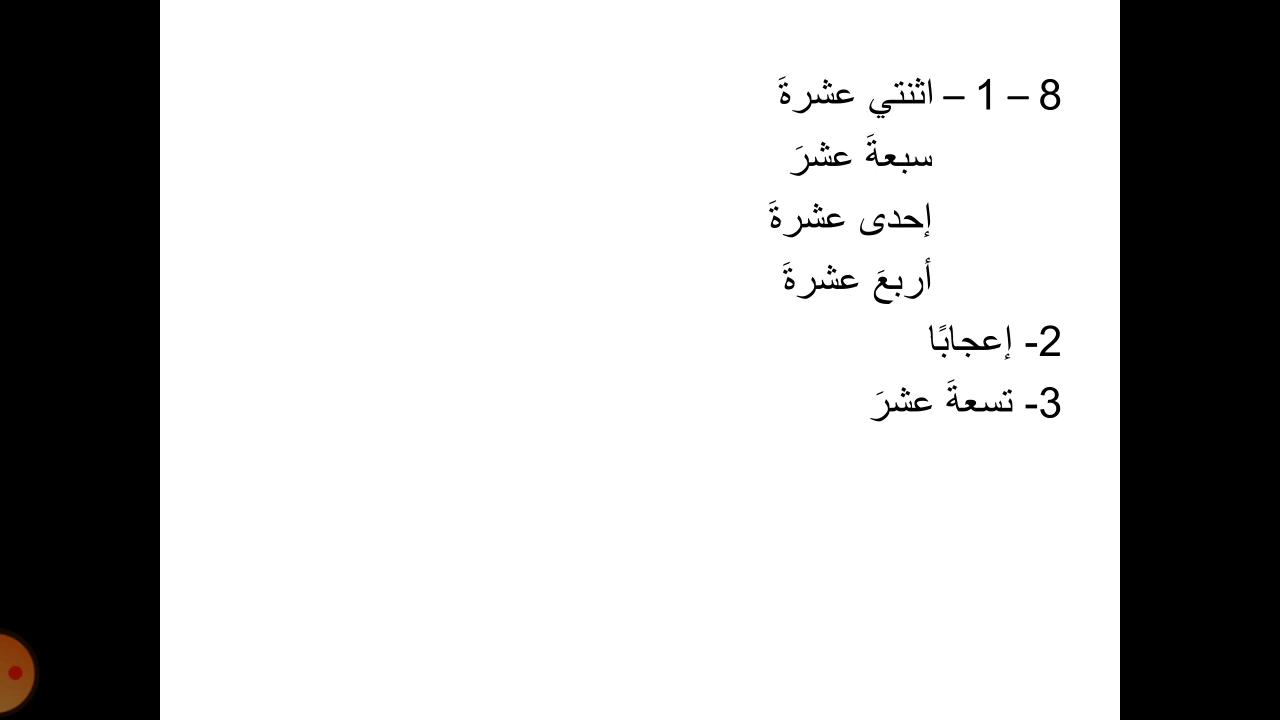 8 – 1 – اثنتي عشرةَ
سبعةَ عشرَ
إحدى عشرةَ
أربعَ عشرةَ
2- إعجابًا
3- تسعةَ عشرَ